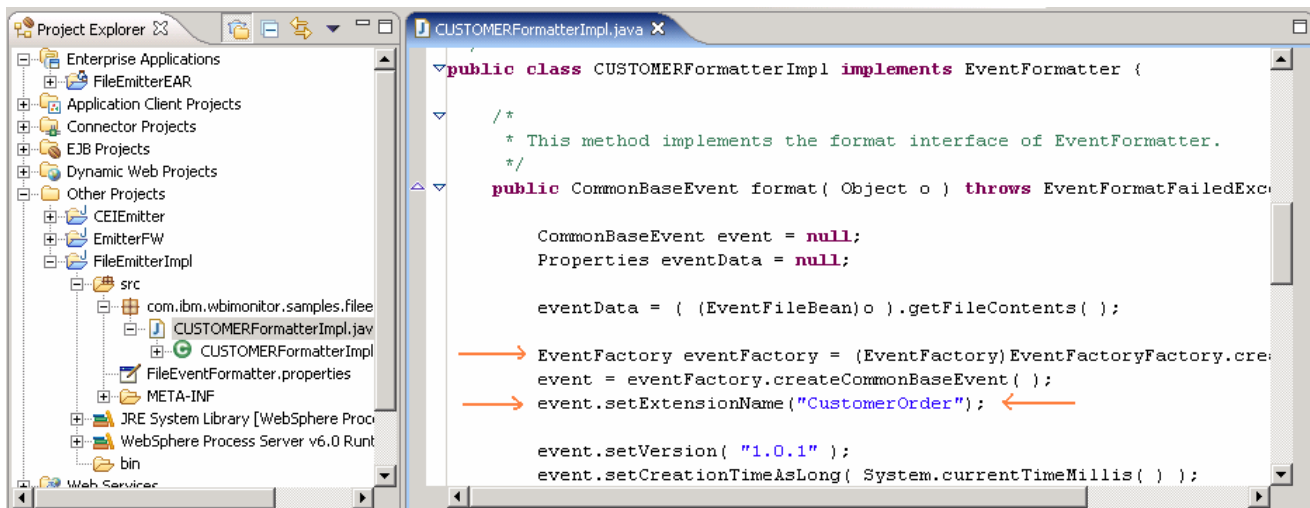 Project Explorer
Enterprise Applications
FileEmitterEAR
Application Client Projects
Connector Projects
EJB Projects
Dynamic Web Projects
Other Projects
CEIEmitter
EmitterFW
FileEmitterImpl
src
com.ibm.wbimonitor.samples.filee
CUSTOMERFormatterImpl.jav
CUSTOMERFormatterImpl
FileEventFormatter.properties
META-INF
JRE System Library [WebSphere Proc
WebSphere Process Server v6.0 Runt
bin
Web Services
CUSTOMERFormatterImpl.java
public class CUSTOMERFormatterImpl implements EventFormatter {
/*
* This method implements the format interface of EventFormatter.
*/
public CommonBaseEvent format( Object o ) throws EventFormatFailedExc
CommonBaseEvent event = null;
Properties eventData = null;
eventData = ( (EventFileBean)o ).getFileContents( );
EventFactory eventFactory = (EventFactory)EventFactoryFactory.cre
event = eventFactory.createCommonBaseEvent( );
event.setExtensionName("CustomerOrder");
event.setVersion( "1.0.1" );
event.setCreationTimeAsLong( System.currentTimeMillis( ) );